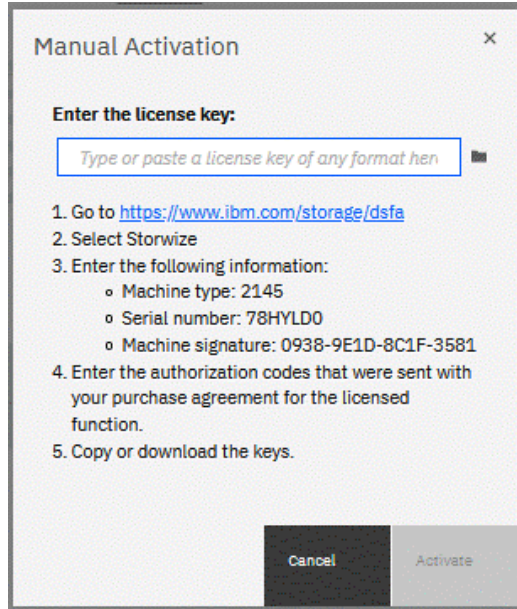 Manual Activation
Enter the license key:
Type or paste a license key of any format her
1. Go to https://www.ibm.com/storage/dsfa
2. Select Storwize
3. Enter the following information:
Machine type: 2145
Serial number: 78HYLD0
Machine signature: 0938-9E1D-8C1F-3581
4. Enter the authorization codes that were sent with
your purchase agreement for the licensed
function.
5. Copy or download the keys.
Cancel Activate